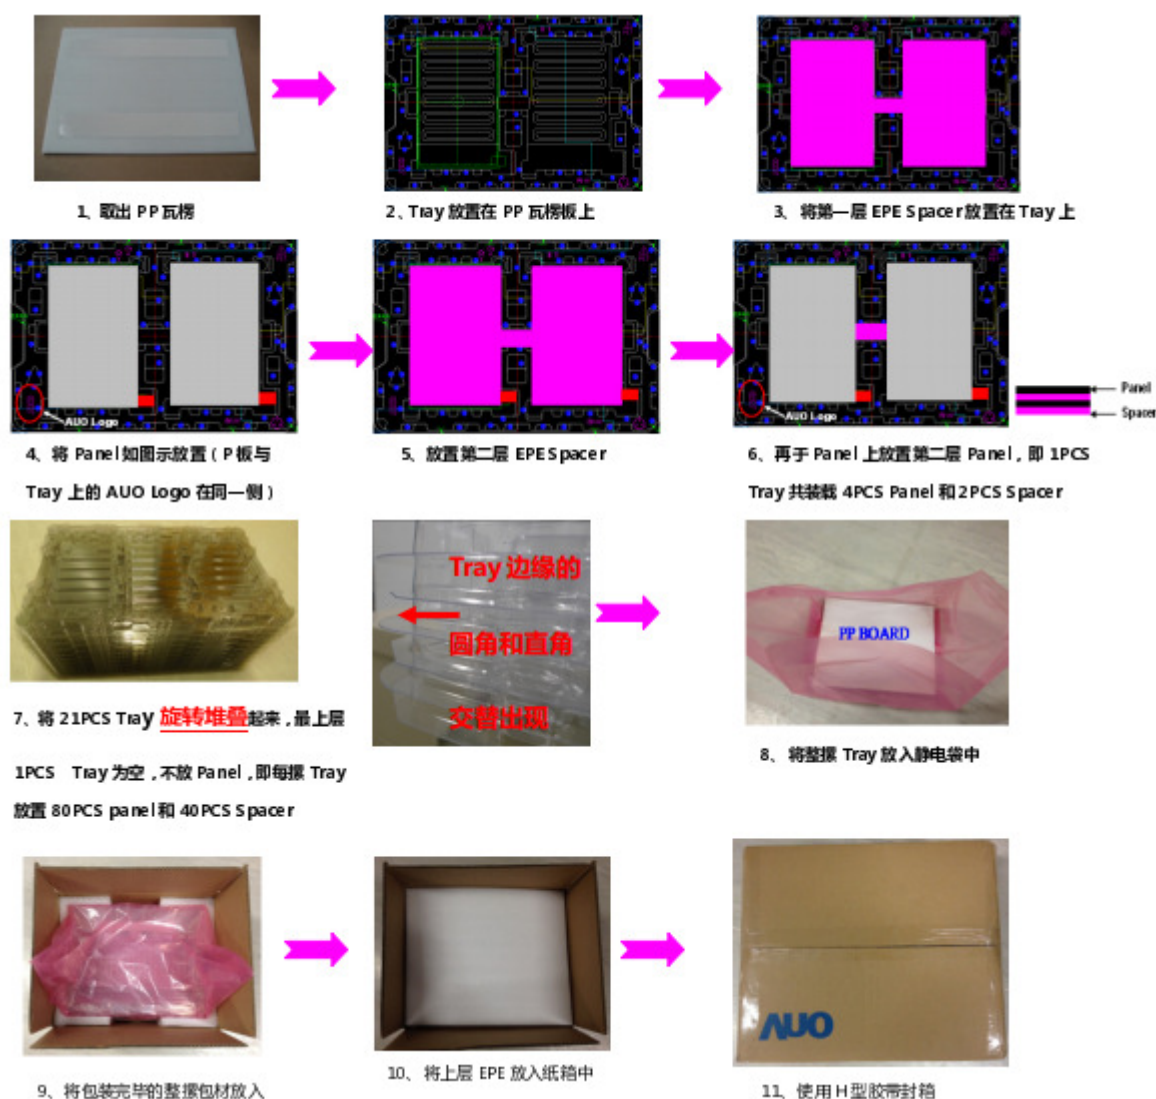 1、取出 PP 瓦楞
2、Tray 放置在 PP 瓦楞板上
3、将第一层 EPE Spacer 放置在 Tray 上
AUO Logo
AUO Logo
Panel
Spacer
4、将 Panel 如图示放置（P 板与
Tray 上的 AUO Logo 在同一侧）
5、放置第二层 EPE Spacer
6、再于 Panel 上放置第二层 Panel，即 1PCS
Tray 共装载 4PCS Panel 和 2PCS Spacer
Tray 边缘的
圆角和直角
交替出现
PP BOARD
7、将 21PCS Tray 旋转堆叠起来，最上层
1PCS Tray 为空，不放 Panel，即每摞 Tray
放置 80PCS panel 和 40PCS Spacer
8、将整摞 Tray 放入静电袋中
AUO
9、将包装完毕的整摞包材放入
10、将上层 EPE 放入纸箱中
11、使用 H 型胶带封箱